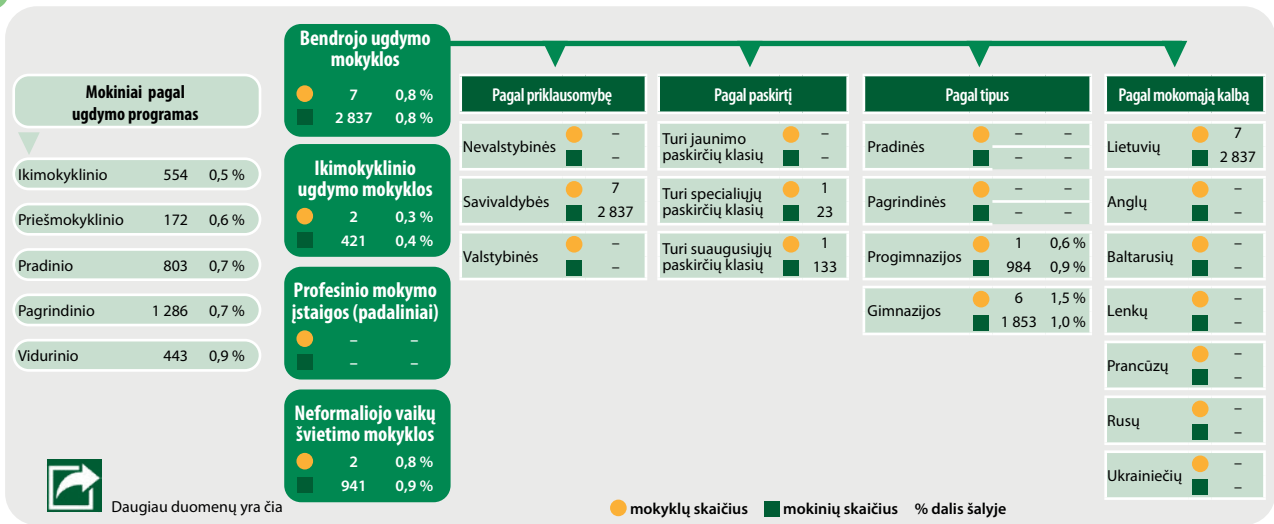 Mokiniai pagal
ugdymo programas
Ikimokyklinio 554 0,5 %
Priešmokyklinio 172 0,6 %
Pradinio 803 0,7 %
Pagrindinio 1 286 0,7 %
Vidurinio 443 0,9 %
Bendrojo ugdymo
mokyklos
7 0,8 %
2 837 0,8 %
Ikimokyklinio
ugdymo mokyklos
2 0,3 %
421 0,4 %
Profesinio mokymo
įstaigos (padaliniai)
– –
– –
Neformaliojo vaikų
švietimo mokyklos
2 0,8 %
941 0,9 %
Pagal priklausomybę
Nevalstybinės
–
–
Savivaldybės
7
2 837
Valstybinės
–
–
Pagal paskirtį
Turi jaunimo
paskirčių klasių
–
–
Turi specialiųjų
paskirčių klasių
1
23
Turi suaugusiųjų
paskirčių klasių
1
133
Pagal tipus
Pradinės
– –
– –
Pagrindinės
– –
– –
Progimnazijos
1 0,6 %
984 0,9 %
Gimnazijos
6 1,5 %
1 853 1,0 %
Pagal mokomąją kalbą
Lietuvių
7
2 837
Anglų
–
–
Baltarusių
–
–
Lenkų
–
–
Prancūzų
–
–
Rusų
–
–
Ukrainiečių
–
–
Daugiau duomenų yra čia
mokyklų skaičius mokinių skaičius % dalis šalyje